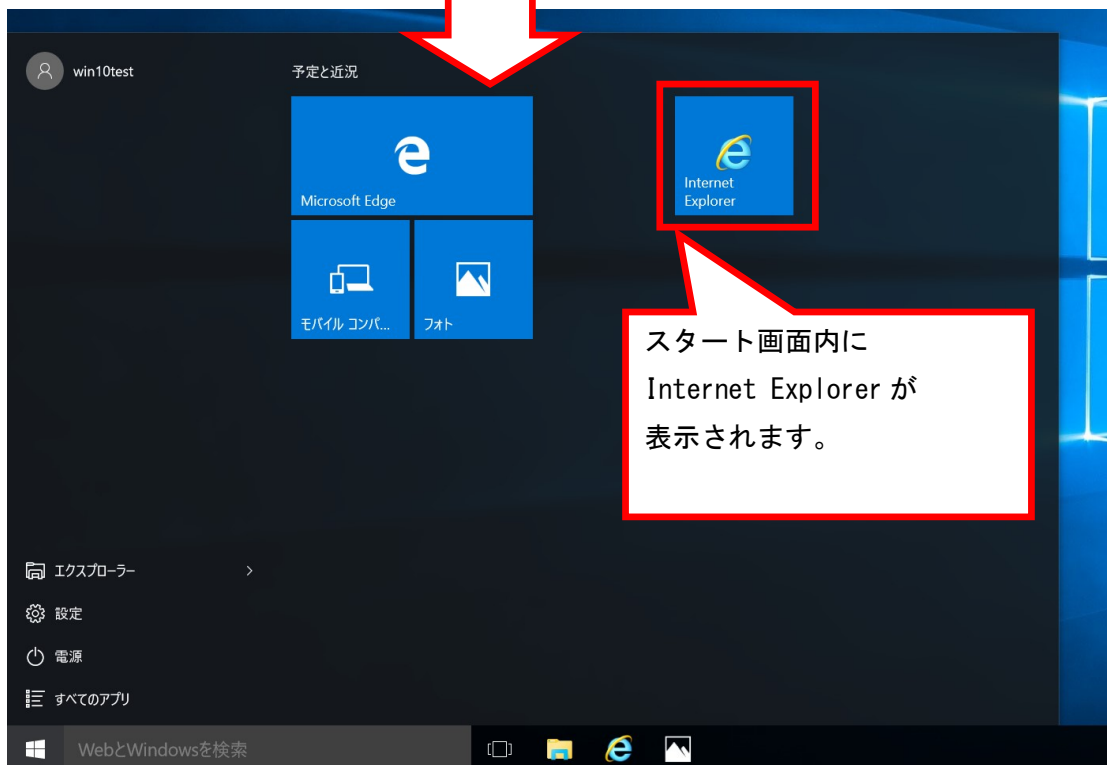 win10test
予定と近況
Microsoft Edge
Internet
Explorer
モバイル コンパ...
フォト
スタート画面内に
Internet Explorer が
表示されます。
エクスプローラー
設定
電源
すべてのアプリ
WebとWindowsを検索